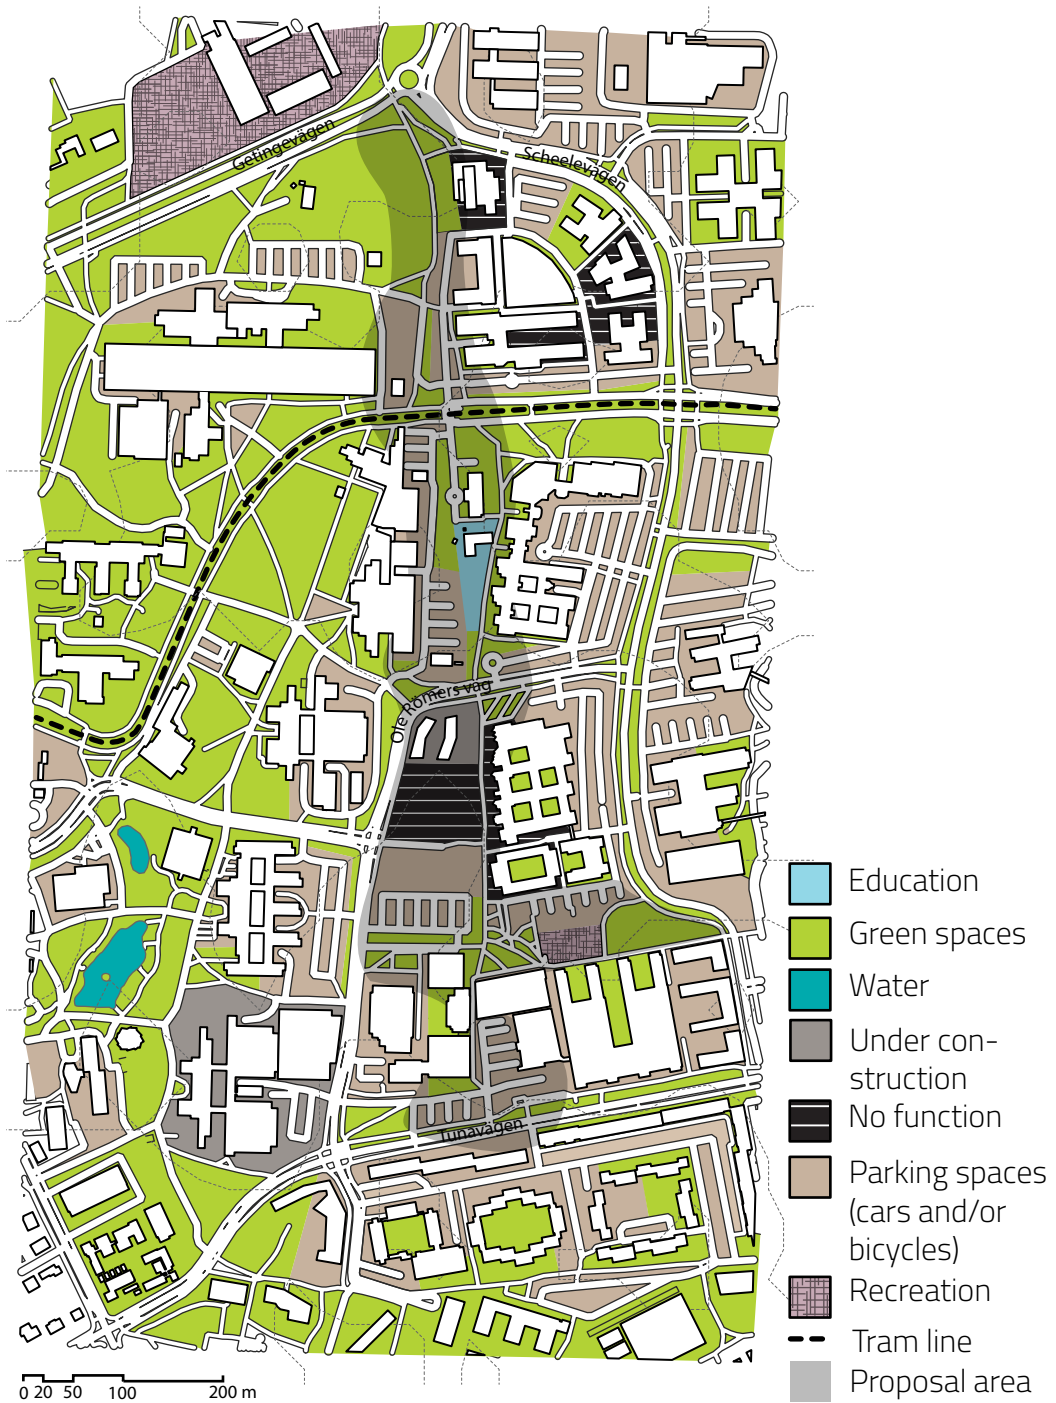 Getingevägen
Scheelevägen
Ole Römers väg
Tunavägen
Education
Green spaces
Water
Under con-
struction
No function
Parking spaces
(cars and/or
bicycles)
Recreation
Tram line
Proposal area
0 20 50 100 200 m